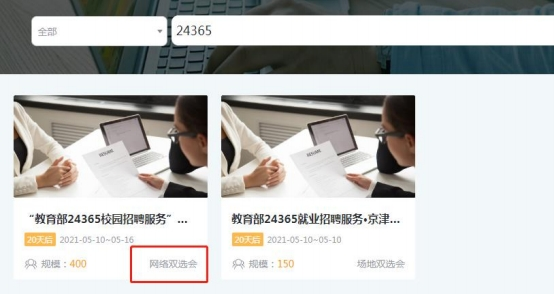 全部
24365
RESUME
RESUME
“教育部24365校园招聘服务”...
教育部24365就业招聘服务•京津...
20天后 2021-05-10~05-16
20天后 2021-05-10~05-10
规模：400 网络双选会
规模：150 场地双选会